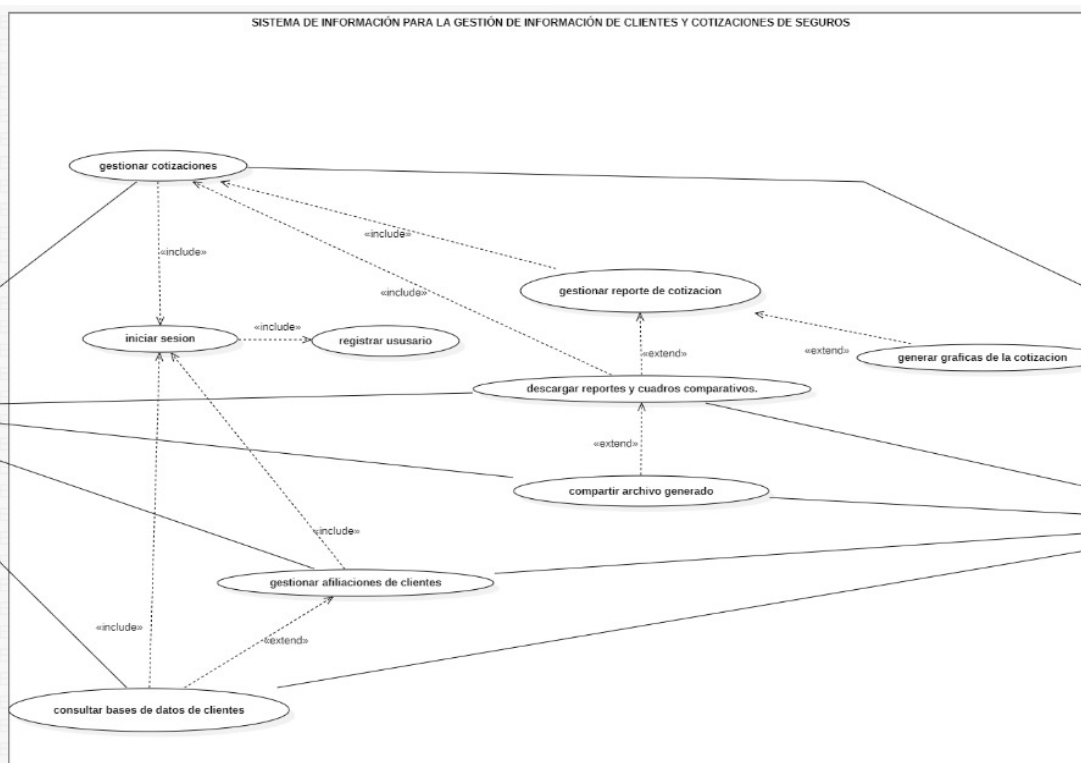 SISTEMA DE INFORMACIÓN PARA LA GESTIÓN DE INFORMACIÓN DE CLIENTES Y COTIZACIONES DE SEGUROS
gestionar cotizaciones
«include»
«include»
gestionar reporte de cotizacion
«include»
iniciar sesion
«include»
registrar ususario
«extend»
«extend»
generar graficas de la cotizacion
descargar reportes y cuadros comparativos.
«extend»
compartir archivo generado
«include»
gestionar afiliaciones de clientes
«include»
«extend»
consultar bases de datos de clientes